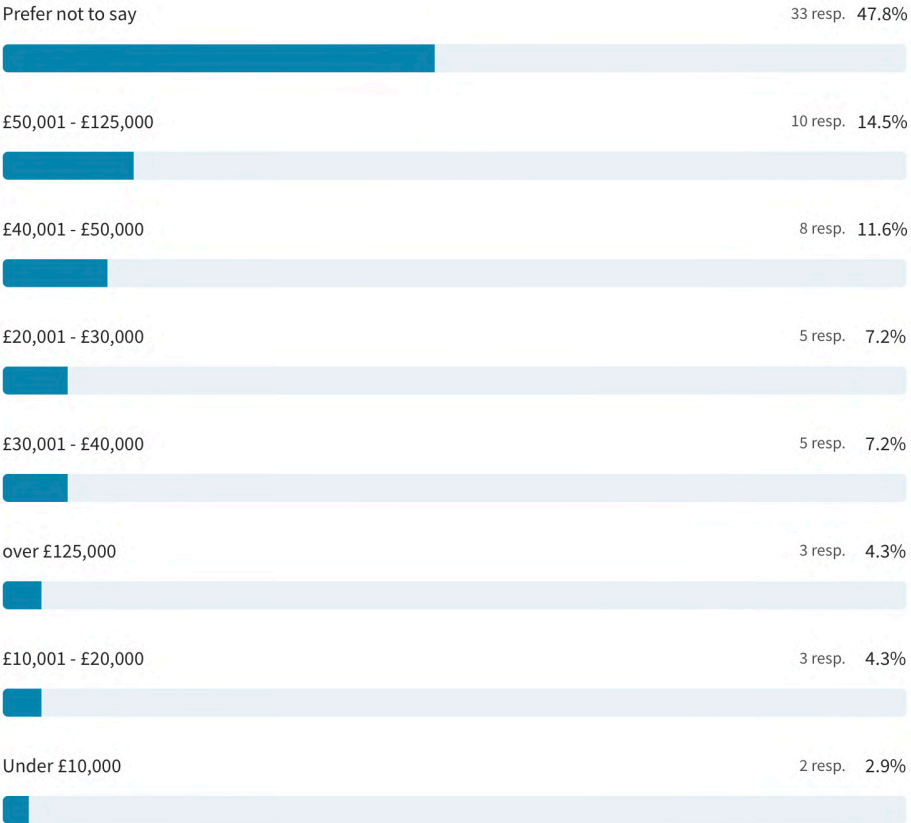 Prefer not to say 33 resp. 47.8%
£50,001 - £125,000 10 resp. 14.5%
£40,001 - £50,000 8 resp. 11.6%
£20,001 - £30,000 5 resp. 7.2%
£30,001 - £40,000 5 resp. 7.2%
over £125,000 3 resp. 4.3%
£10,001 - £20,000 3 resp. 4.3%
Under £10,000 2 resp. 2.9%